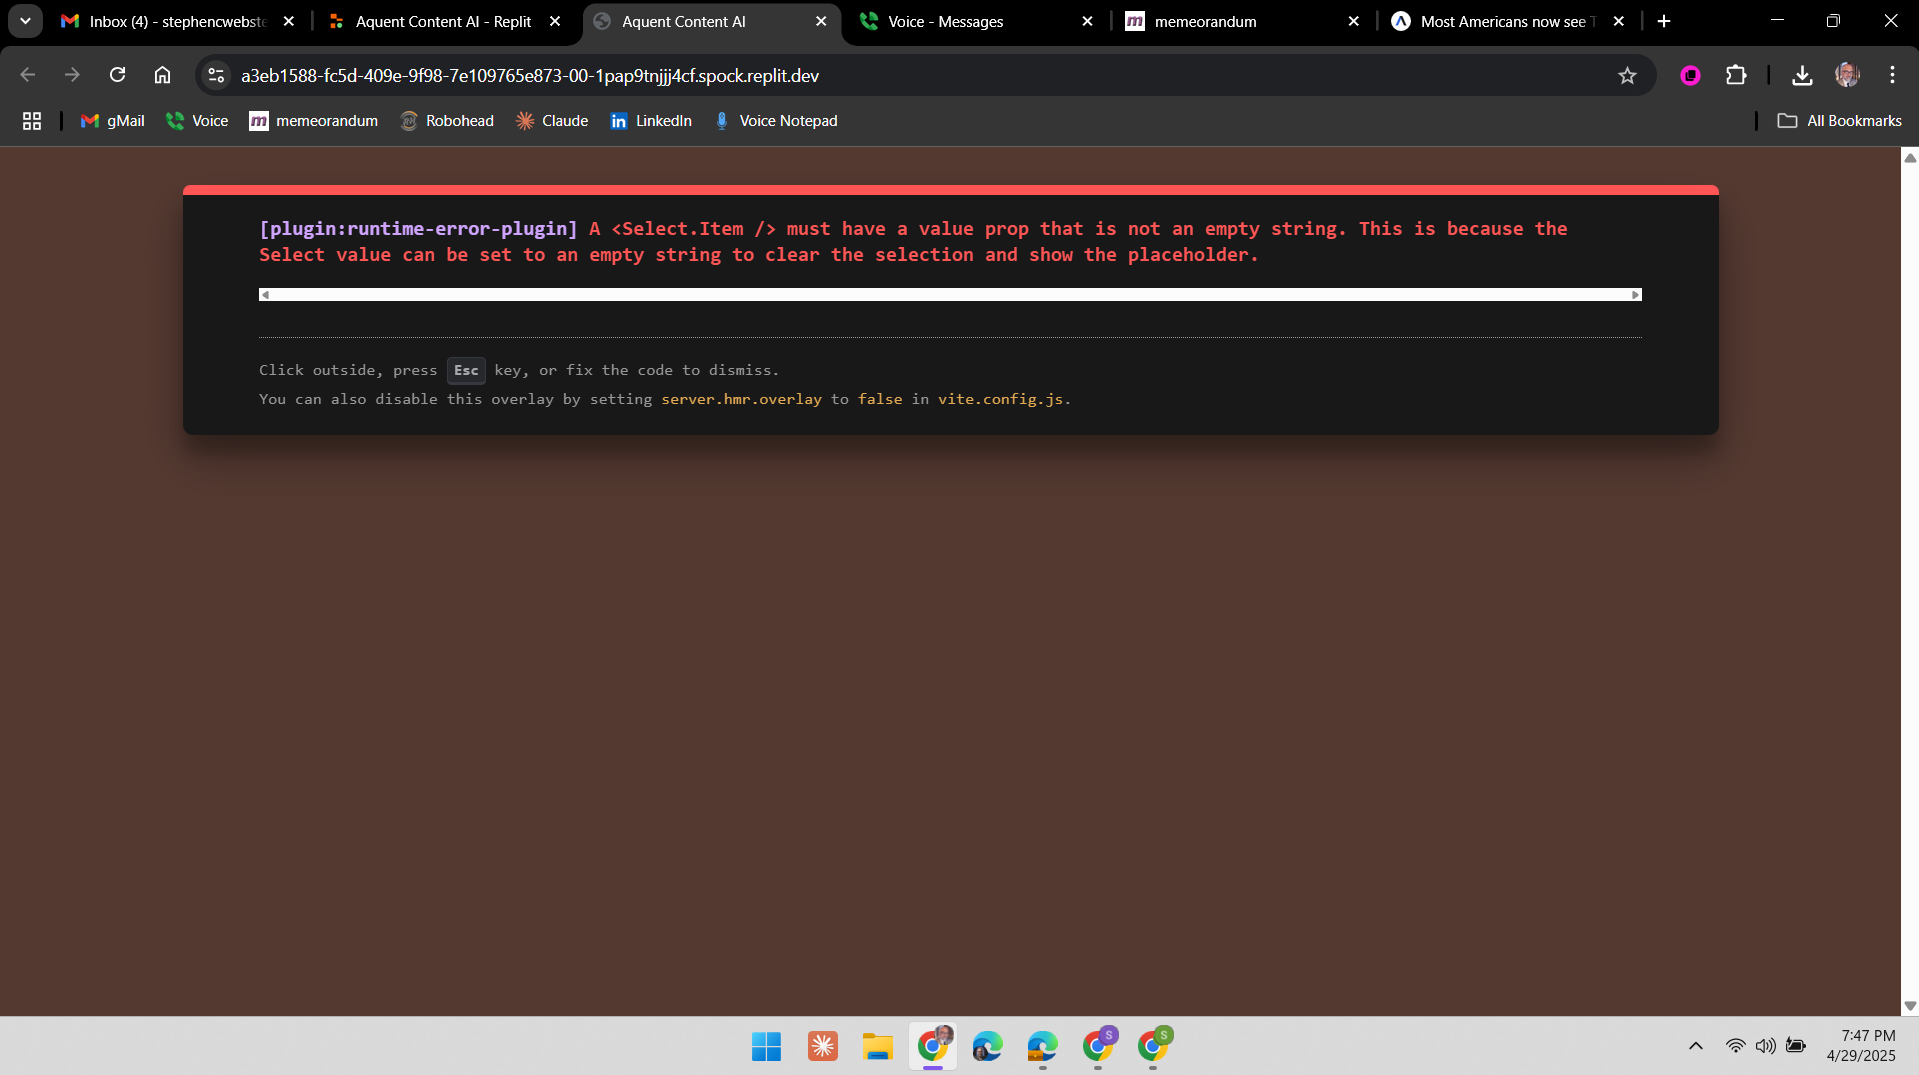 Inbox (4) - stephencwebste
Aquent Content AI - Replit
Aquent Content AI
Voice - Messages
memeorandum
Most Americans now see T
a3eb1588-fc5d-409e-9f98-7e109765e873-00-1pap9tnjjj4cf.spock.replit.dev
gMail
Voice
memeorandum
Robohead
Claude
LinkedIn
Voice Notepad
All Bookmarks
[plugin:runtime-error-plugin] A <Select.Item /> must have a value prop that is not an empty string. This is because the
Select value can be set to an empty string to clear the selection and show the placeholder.
Click outside, press Esc key, or fix the code to dismiss.
You can also disable this overlay by setting server.hmr.overlay to false in vite.config.js.
S
S
7:47 PM
4/29/2025